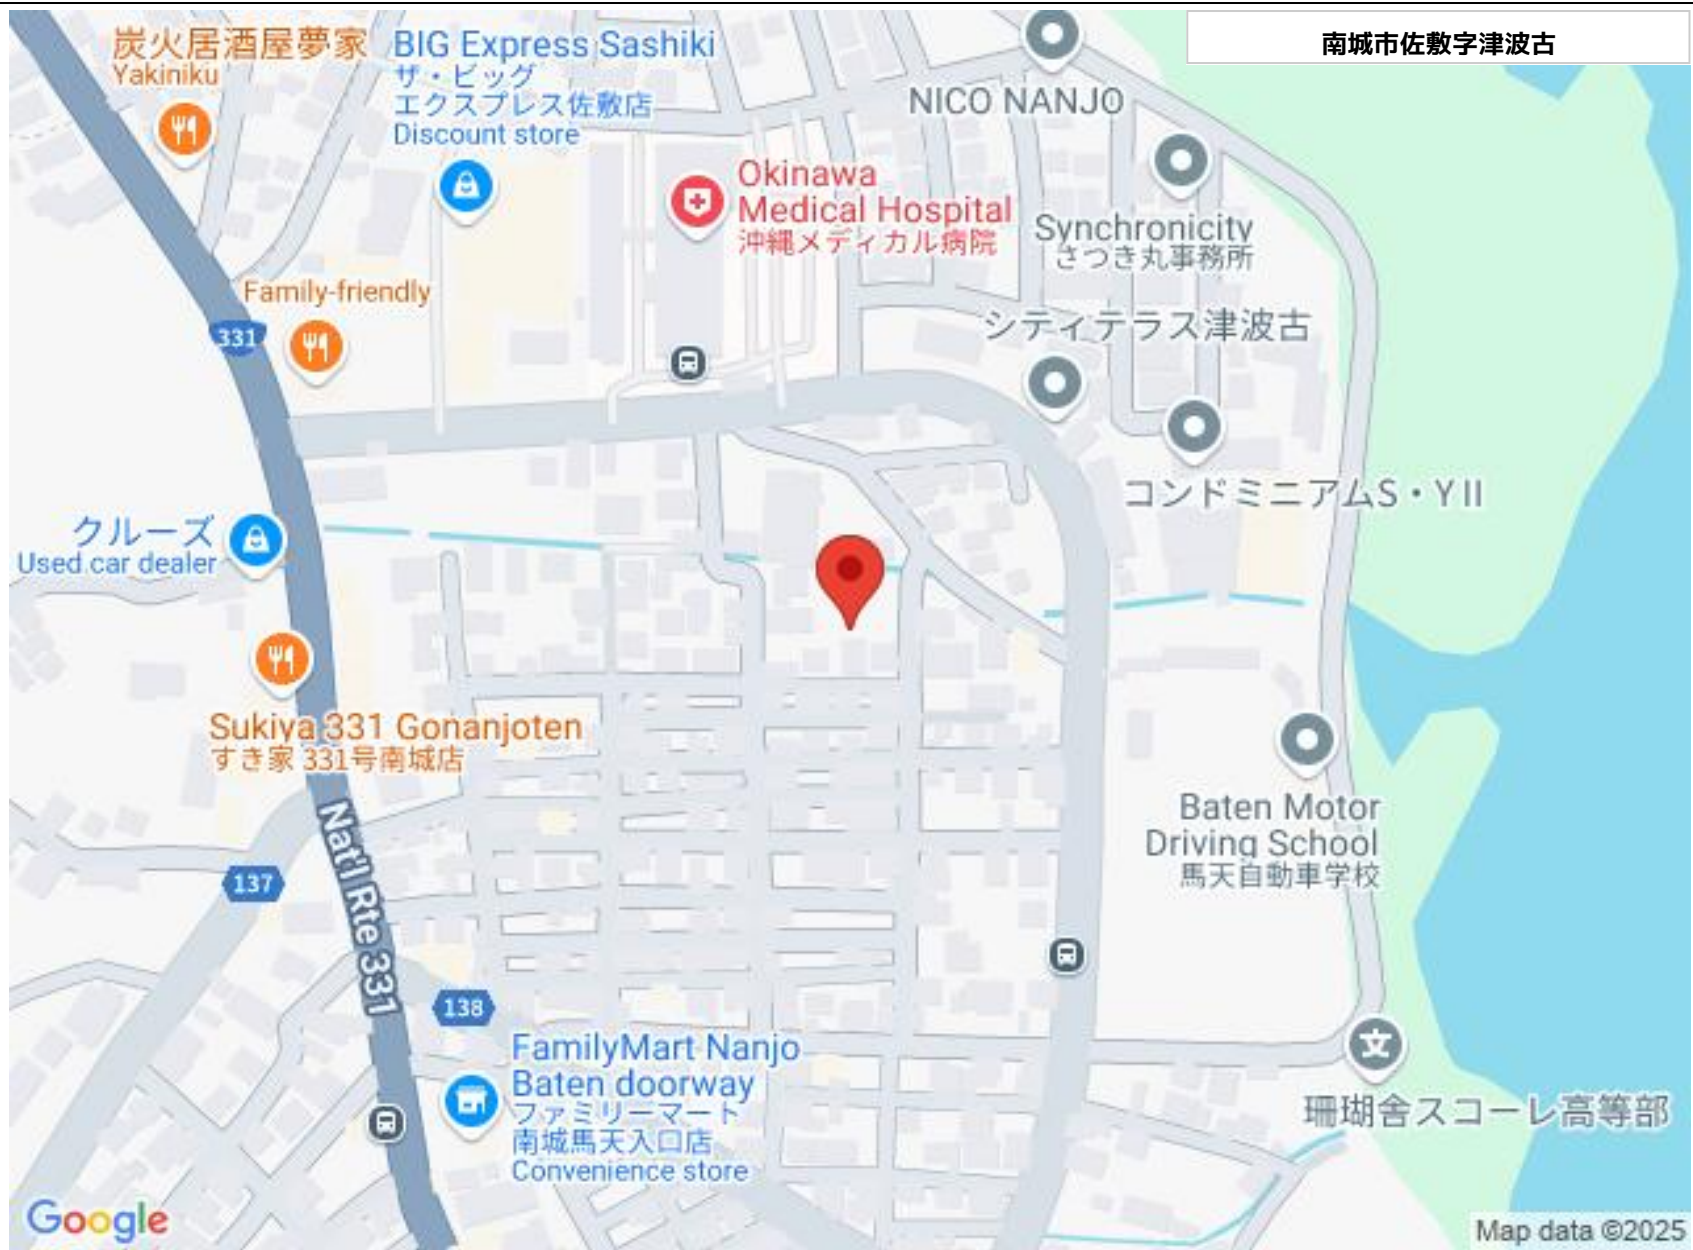 南城市佐敷字津波古
炭火居酒屋夢家
Yakiniku
BIG Express Sashiki
ザ・ビッグ
エクスプレス佐敷店
Discount store
NICO NANJO
Okinawa
Medical Hospital
沖縄メディカル病院
Synchronicity
さつき丸事務所
Family-friendly
331
シティテラス津波古
コンドミニアムS・Y II
クルーズ
Used car dealer
Sukiya 331 Gonanjoten
すき家 331号南城店
Baten Motor
Driving School
馬天自動車学校
137
Nat'l Rte 331
138
FamilyMart Nanjo
Baten doorway
ファミリーマート
南城馬天入口店
Convenience store
文
珊瑚舎スコーレ高等部
Google
Map data ©2025